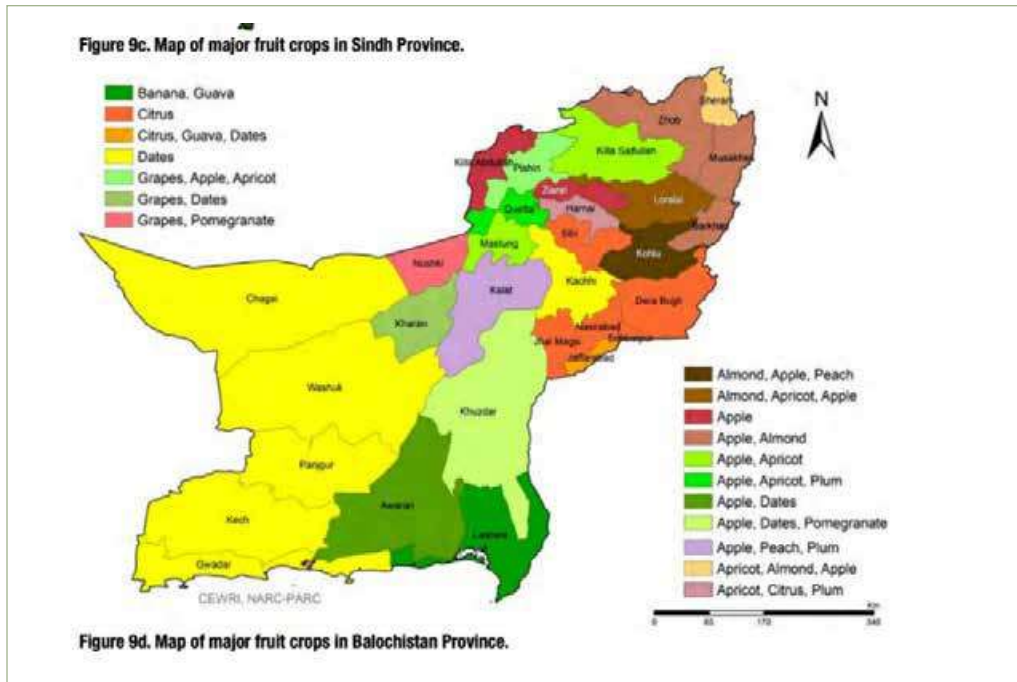 Figure 9c. Map of major fruit crops in Sindh Province.
Banana, Guava
Citrus
Citrus, Guava, Dates
Dates
Grapes, Apple, Apricot
Grapes, Dates
Grapes, Pomegranate
N
Sherani
Zhob
Killa Saifullah
Musakhel
Killa Abdullah
Pishin
Ziarat
Loralai
Harnai
Quetta
Barkhan
Sibi
Mastung
Kohlu
Nushki
Kachhi
Kalat
Chagai
Dera Bugti
Kharan
Nasirabad
Jhal Magsi
Jaffarabad
Washuk
Khuzdar
Panjgur
Awaran
Kech
Lasbela
Gwadar
Almond, Apple, Peach
Almond, Apricot, Apple
Apple
Apple, Almond
Apple, Apricot
Apple, Apricot, Plum
Apple, Dates
Apple, Dates, Pomegranate
Apple, Peach, Plum
Apricot, Almond, Apple
Apricot, Citrus, Plum
CEWRI, NARC-PARC
Km
0 85 170 340
Figure 9d. Map of major fruit crops in Balochistan Province.